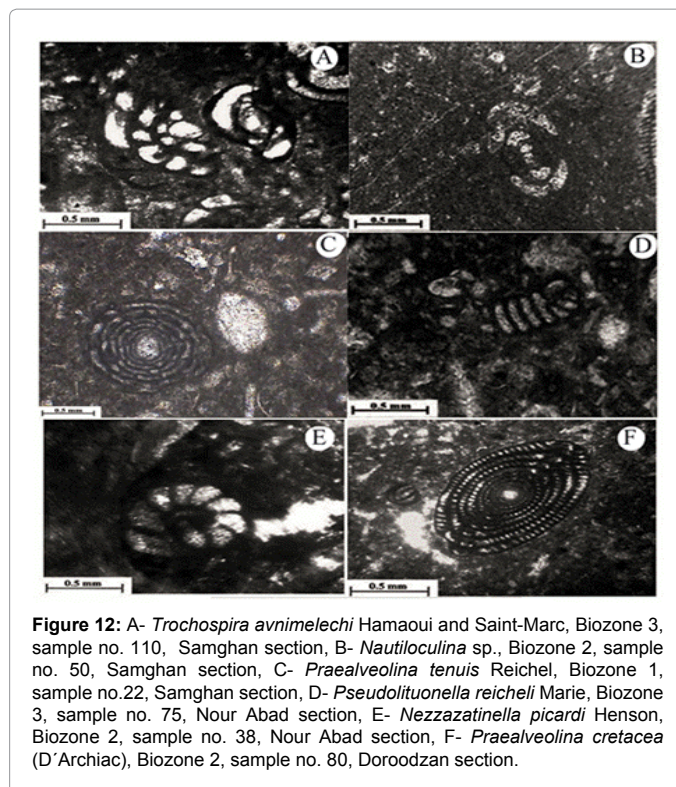 A
B
0.5 mm
0.5 mm
C
D
0.5 mm
0.5 mm
E
F
0.5 mm
0.5 mm
Figure 12: A- Trochospira avnimelechi Hamaoui and Saint-Marc, Biozone 3,
sample no. 110, Samghan section, B- Nautiloculina sp., Biozone 2, sample
no. 50, Samghan section, C- Praealveolina tenuis Reichel, Biozone 1,
sample no.22, Samghan section, D- Pseudolituonella reicheli Marie, Biozone
3, sample no. 75, Nour Abad section, E- Nezzazatinella picardi Henson,
Biozone 2, sample no. 38, Nour Abad section, F- Praealveolina cretacea
(D´Archiac), Biozone 2, sample no. 80, Doroodzan section.